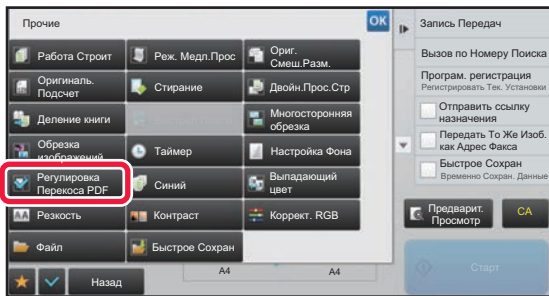 Прочие
OK
Работа Строит
Реж. Медл.Прос
Ориг.
Смеш.Разм.
Оригиналь.
Подсчет
Стирание
Двойн.Прос.Стр
Деление книги
Многосторонняя
обрезка
Обрезка
изображений
Таймер
Настройка Фона
Регулировка
Перекоса PDF
Синий
Выпадающий
цвет
Резкость
Контраст
Коррект. RGB
Файл
Быстрое Сохран
Назад
A4
A4
Запись Передач
Вызов по Номеру Поиска
Програм. регистрация
Регистрировать Тек. Установки
Отправить ссылку
назначения
Передать То Же Изоб.
как Адрес Факса
Быстрое Сохран
Временно Сохран. Данные
Предварит.
Просмотр
CA
Старт